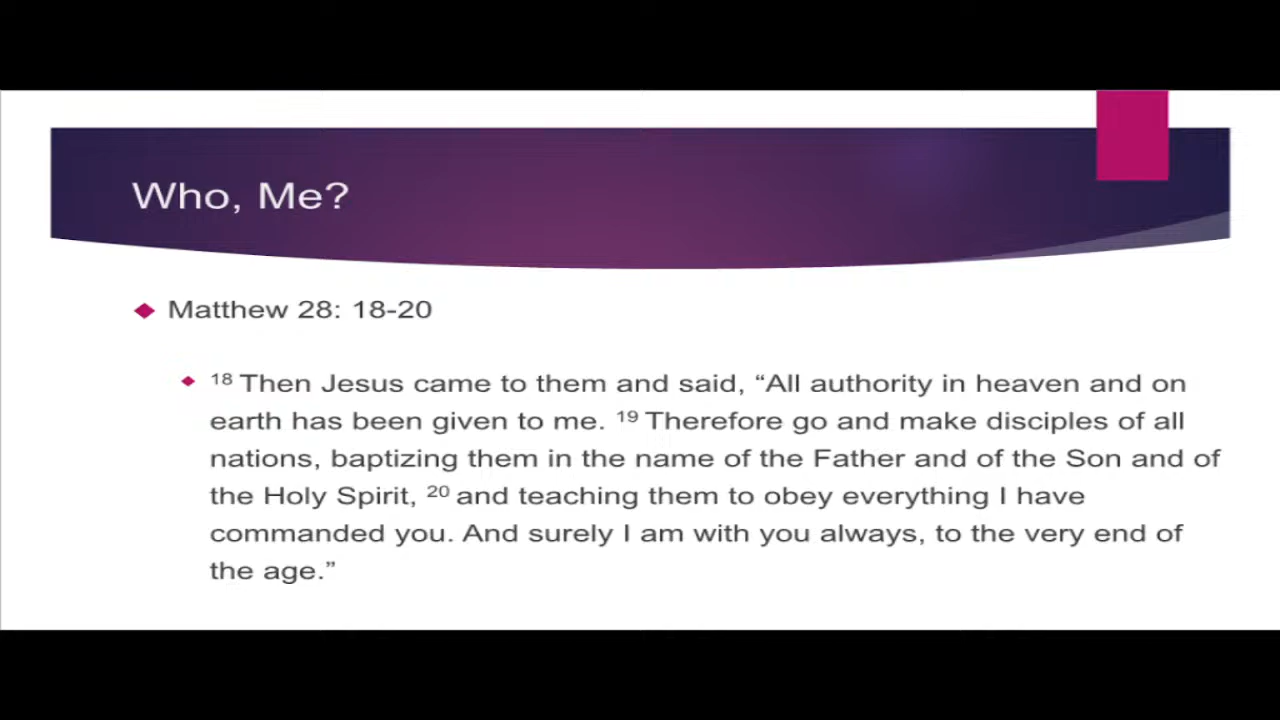 Who, Me?
Matthew 28: 18-20
18 Then Jesus came to them and said, “All authority in heaven and on
earth has been given to me. 19 Therefore go and make disciples of all
nations, baptizing them in the name of the Father and of the Son and of
the Holy Spirit, 20 and teaching them to obey everything I have
commanded you. And surely I am with you always, to the very end of
the age.”